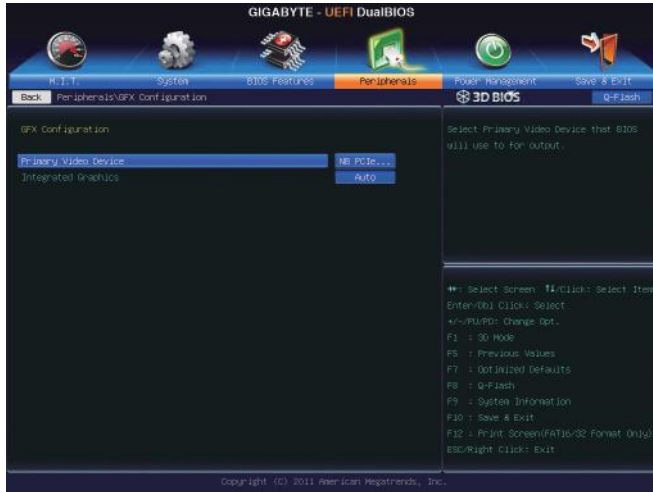 GIGABYTE - UEFI DualBIOS
M.I.T. System BIOS Features Peripherals Power Management Save & Exit
Back Peripherals\GFX Configuration 3D BIOS Q-Flash
GFX Configuration
Primary Video Device NB PCIe...
Integrated Graphics Auto
Select Primary Video Device that BIOS
will use to for output.
: Select Screen ↑↓/Click: Select Item
Enter/Dbl Click: Select
+/-/PU/PD: Change Opt.
F1 : 3D Mode
F5 : Previous Values
F7 : Optimized Defaults
F8 : Q-Flash
F9 : System Information
F10 : Save & Exit
F12 : Print Screen(FAT16/32 Format Only)
ESC/Right Click: Exit
Copyright (C) 2011 American Megatrends, Inc.